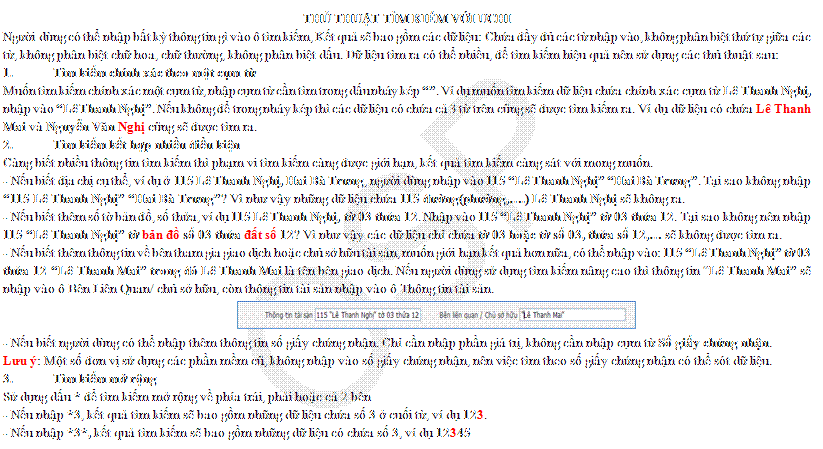 THỦ THUẬT TÌM KIẾM VỚI UCHI
Người dùng có thể nhập bất kỳ thông tin gì vào ô tìm kiếm, Kết quả sẽ bao gồm các dữ liệu: Chứa đầy đủ các từ nhập vào, không phân biệt thứ tự giữa các
từ, không phân biệt chữ hoa, chữ thường, không phân biệt dấu. Dữ liệu tìm ra có thể nhiều, để tìm kiếm hiệu quả nên sử dụng các thủ thuật sau:
1. Tìm kiếm chính xác theo một cụm từ
Muốn tìm kiếm chính xác một cụm từ, nhập cụm từ cần tìm trong dấu nháy kép “”. Ví dụ muốn tìm kiếm dữ liệu chứa chính xác cụm từ Lê Thanh Nghị,
nhập vào “Lê Thanh Nghị”. Nếu không để trong nháy kép thì các dữ liệu có chứa cả 3 từ trên cũng sẽ được tìm kiếm ra. Ví dụ dữ liệu có chứa Lê Thanh
Mai và Nguyễn Văn Nghị cũng sẽ được tìm ra.
2. Tìm kiếm kết hợp nhiều điều kiện
Càng biết nhiều thông tin tìm kiếm thì phạm vi tìm kiếm càng được giới hạn, kết quả tìm kiếm càng sát với mong muốn.
- Nếu biết địa chỉ cụ thể, ví dụ ở 115 Lê Thanh Nghị, Hai Bà Trưng, người dùng nhập vào 115 “Lê Thanh Nghị” “Hai Bà Trưng”. Tại sao không nhập
“115 Lê Thanh Nghị” “Hai Bà Trưng”? Vì như vậy những dữ liệu chứa 115 đường(phường,.....) Lê Thanh Nghị sẽ không ra.
- Nếu biết thêm số tờ bản đồ, số thửa, ví dụ 115 Lê Thanh Nghị, tờ 03 thửa 12. Nhập vào 115 “Lê Thanh Nghị” tờ 03 thửa 12. Tại sao không nên nhập
115 “Lê Thanh Nghị” tờ bản đồ số 03 thửa đất số 12? Vì như vậy các dữ liệu chỉ chứa tờ 03 hoặc tờ số 03, thửa số 12,.... sẽ không được tìm ra.
- Nếu biết thêm thông tin về bên tham gia giao dịch hoặc chủ sở hữu tài sản, muốn giới hạn kết quả hơn nữa, có thể nhập vào: 115 “Lê Thanh Nghị” tờ 03
thửa 12 “Lê Thanh Mai” trong đó Lê Thanh Mai là tên bên giao dịch. Nếu người dùng sử dụng tìm kiếm nâng cao thì thông tin “Lê Thanh Mai” sẽ
nhập vào ô Bên Liên Quan/ chủ sở hữu, còn thông tin tài sản nhập vào ô Thông tin tài sản.
Thông tin tài sản 115 "Lê Thanh Nghị" tờ 03 thửa 12 Bên liên quan / Chủ sở hữu "Lê Thanh Mai"
- Nếu biết người dùng có thể nhập thêm thông tin số giấy chứng nhận. Chỉ cần nhập phần giá trị, không cần nhập cụm từ Số giấy chứng nhận.
Lưu ý: Một số đơn vị sử dụng các phần mềm cũ, không nhập vào số giấy chứng nhận, nên việc tìm theo số giấy chứng nhận có thể sót dữ liệu.
3. Tìm kiếm mở rộng
Sử dụng dấu * để tìm kiếm mở rộng về phía trái, phải hoặc cả 2 bên
- Nếu nhập *3, kết quả tìm kiếm sẽ bao gồm những dữ liệu chứa số 3 ở cuối từ, ví dụ 123.
- Nếu nhập *3*, kết quả tìm kiếm sẽ bao gồm những dữ liệu có chứa số 3, ví dụ 12345